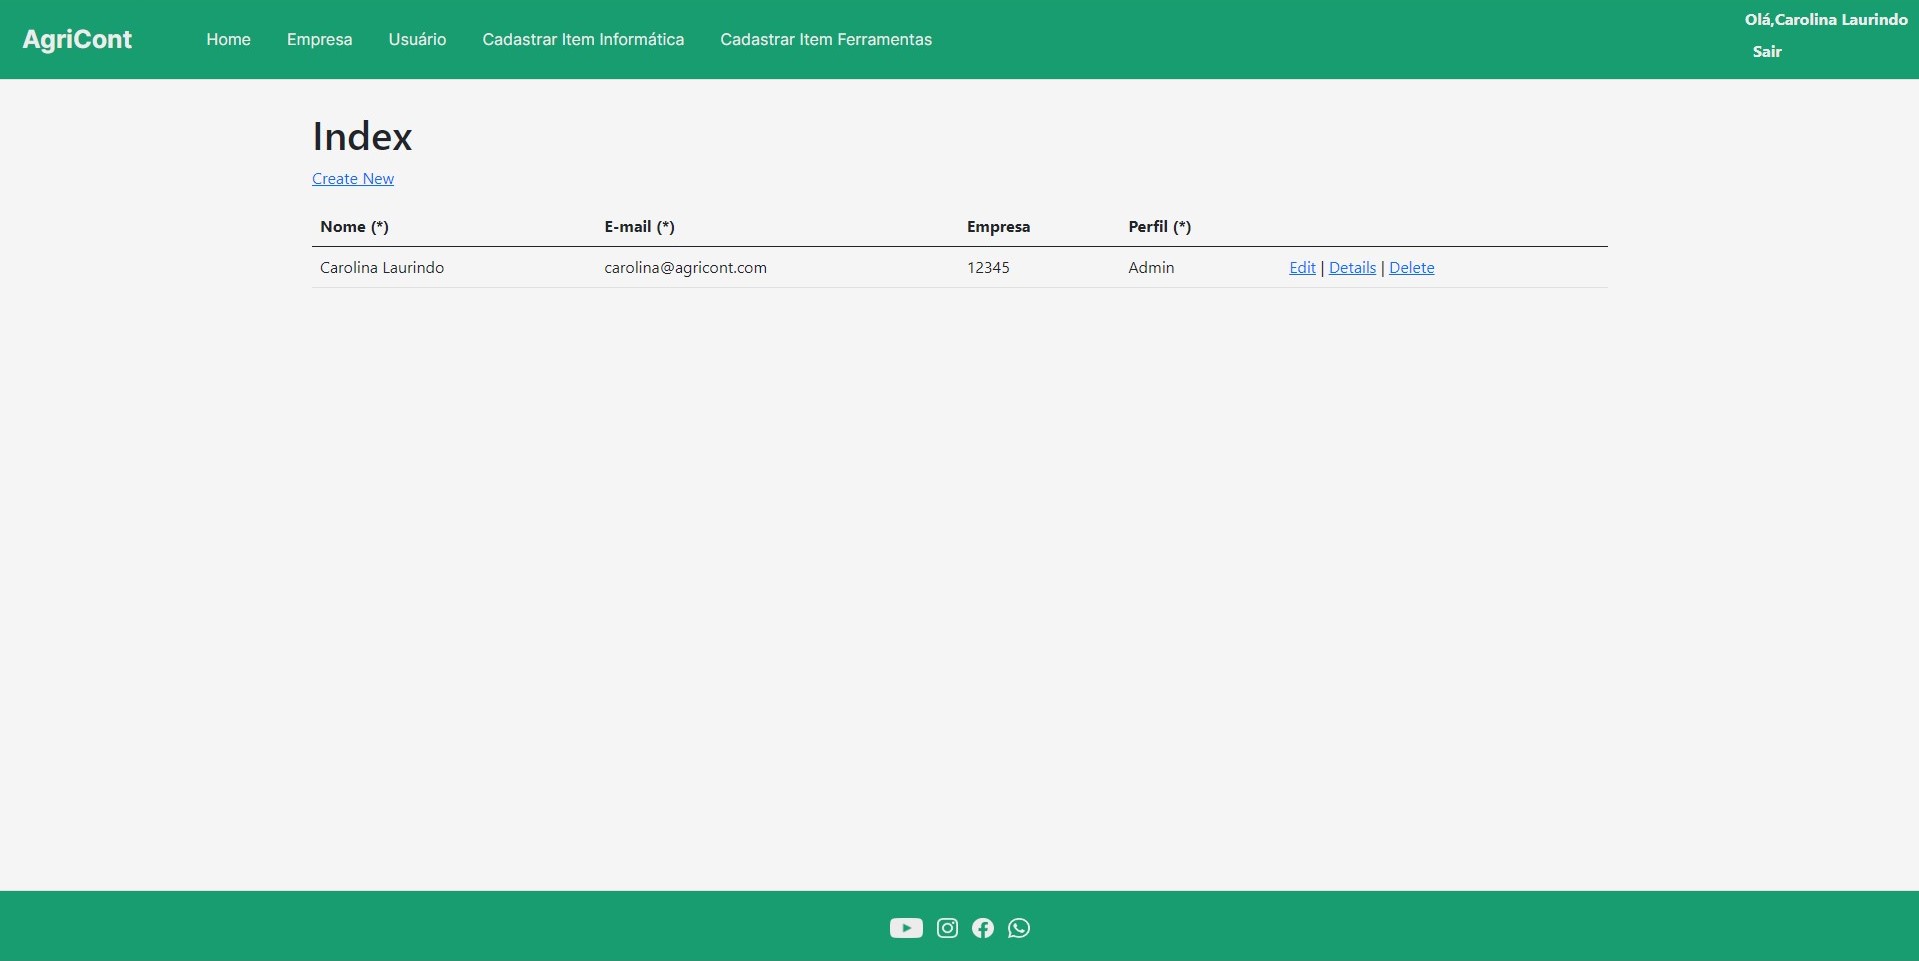 AgriCont
Home Empresa Usuário Cadastrar Item Informática Cadastrar Item Ferramentas
Olá,Carolina Laurindo
Sair
Index
Create New
Nome (*) E-mail (*) Empresa Perfil (*)
Carolina Laurindo carolina@agricont.com 12345 Admin Edit | Details | Delete